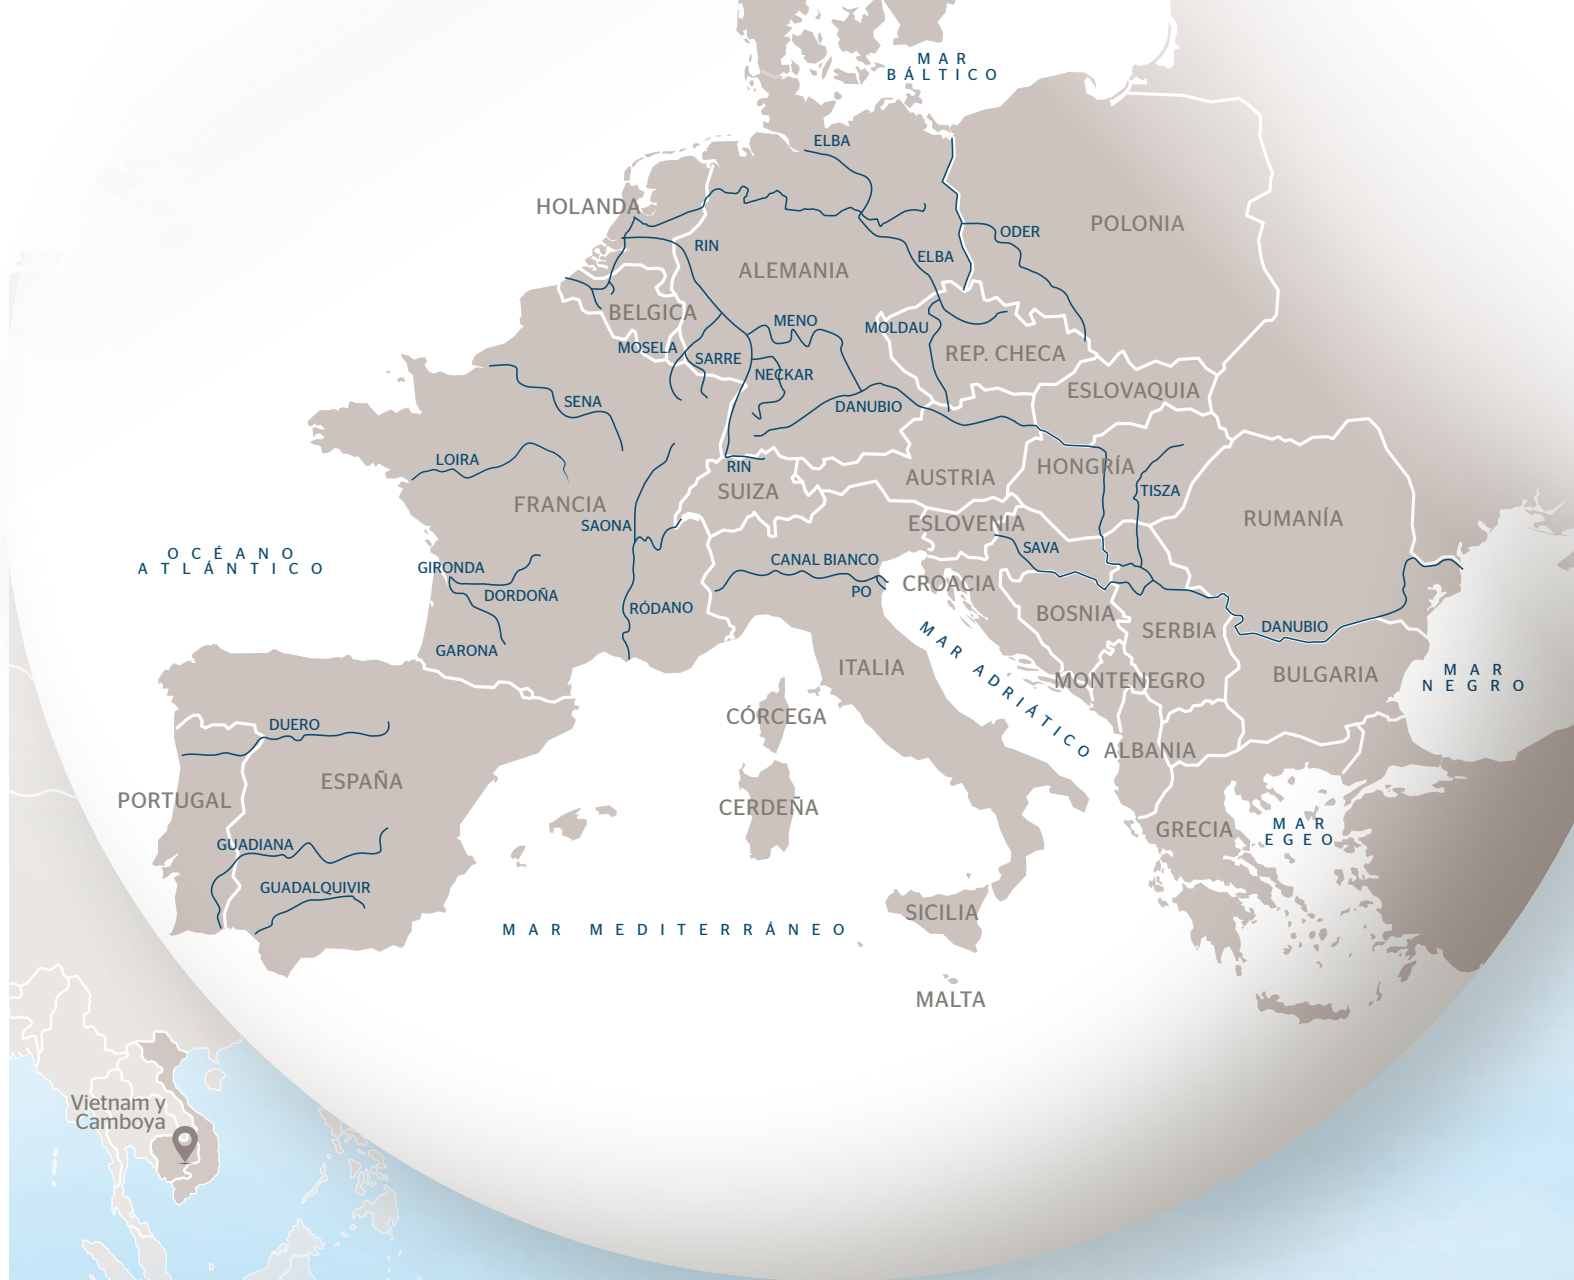 MAR
BÁLTICO
ELBA
HOLANDA
POLONIA
ODER
RIN
ELBA
ALEMANIA
BELGICA
MENO
MOLDAU
MOSELA
SARRE
REP. CHECA
NECKAR
ESLOVAQUIA
SENA
DANUBIO
LOIRA
RIN
HONGRÍA
AUSTRIA
SUIZA
TISZA
FRANCIA
RUMANÍA
SAONA
ESLOVENIA
SAVA
OCÉANO
ATLÁNTICO
CANAL BIANCO
GIRONDA
CROACIA
PO
DORDOÑA
RÓDANO
BOSNIA
DANUBIO
SERBIA
GARONA
MAR ADRIÁTICO
ITALIA
BULGARIA
MAR
NEGRO
MONTENEGRO
CÓRCEGA
DUERO
ALBANIA
ESPAÑA
PORTUGAL
CERDEÑA
GRECIA
MAR
EGEO
GUADIANA
GUADALQUIVIR
SICILIA
MAR MEDITERRÁNEO
MALTA
Vietnam y
Camboya